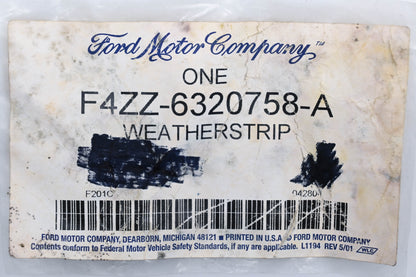 Ford Motor Company™
ONE
F4ZZ-6320758-A
WEATHERSTRIP
F201C 04280
FORD MOTOR COMPANY, DEARBORN, MICHIGAN 48121 ■ PRINTED IN U.S.A © FORD MOTOR COMPANY
Contents conform to Federal Motor Vehicle Safety Standards, if any are applicable. L1194 REV 5/01 WLC